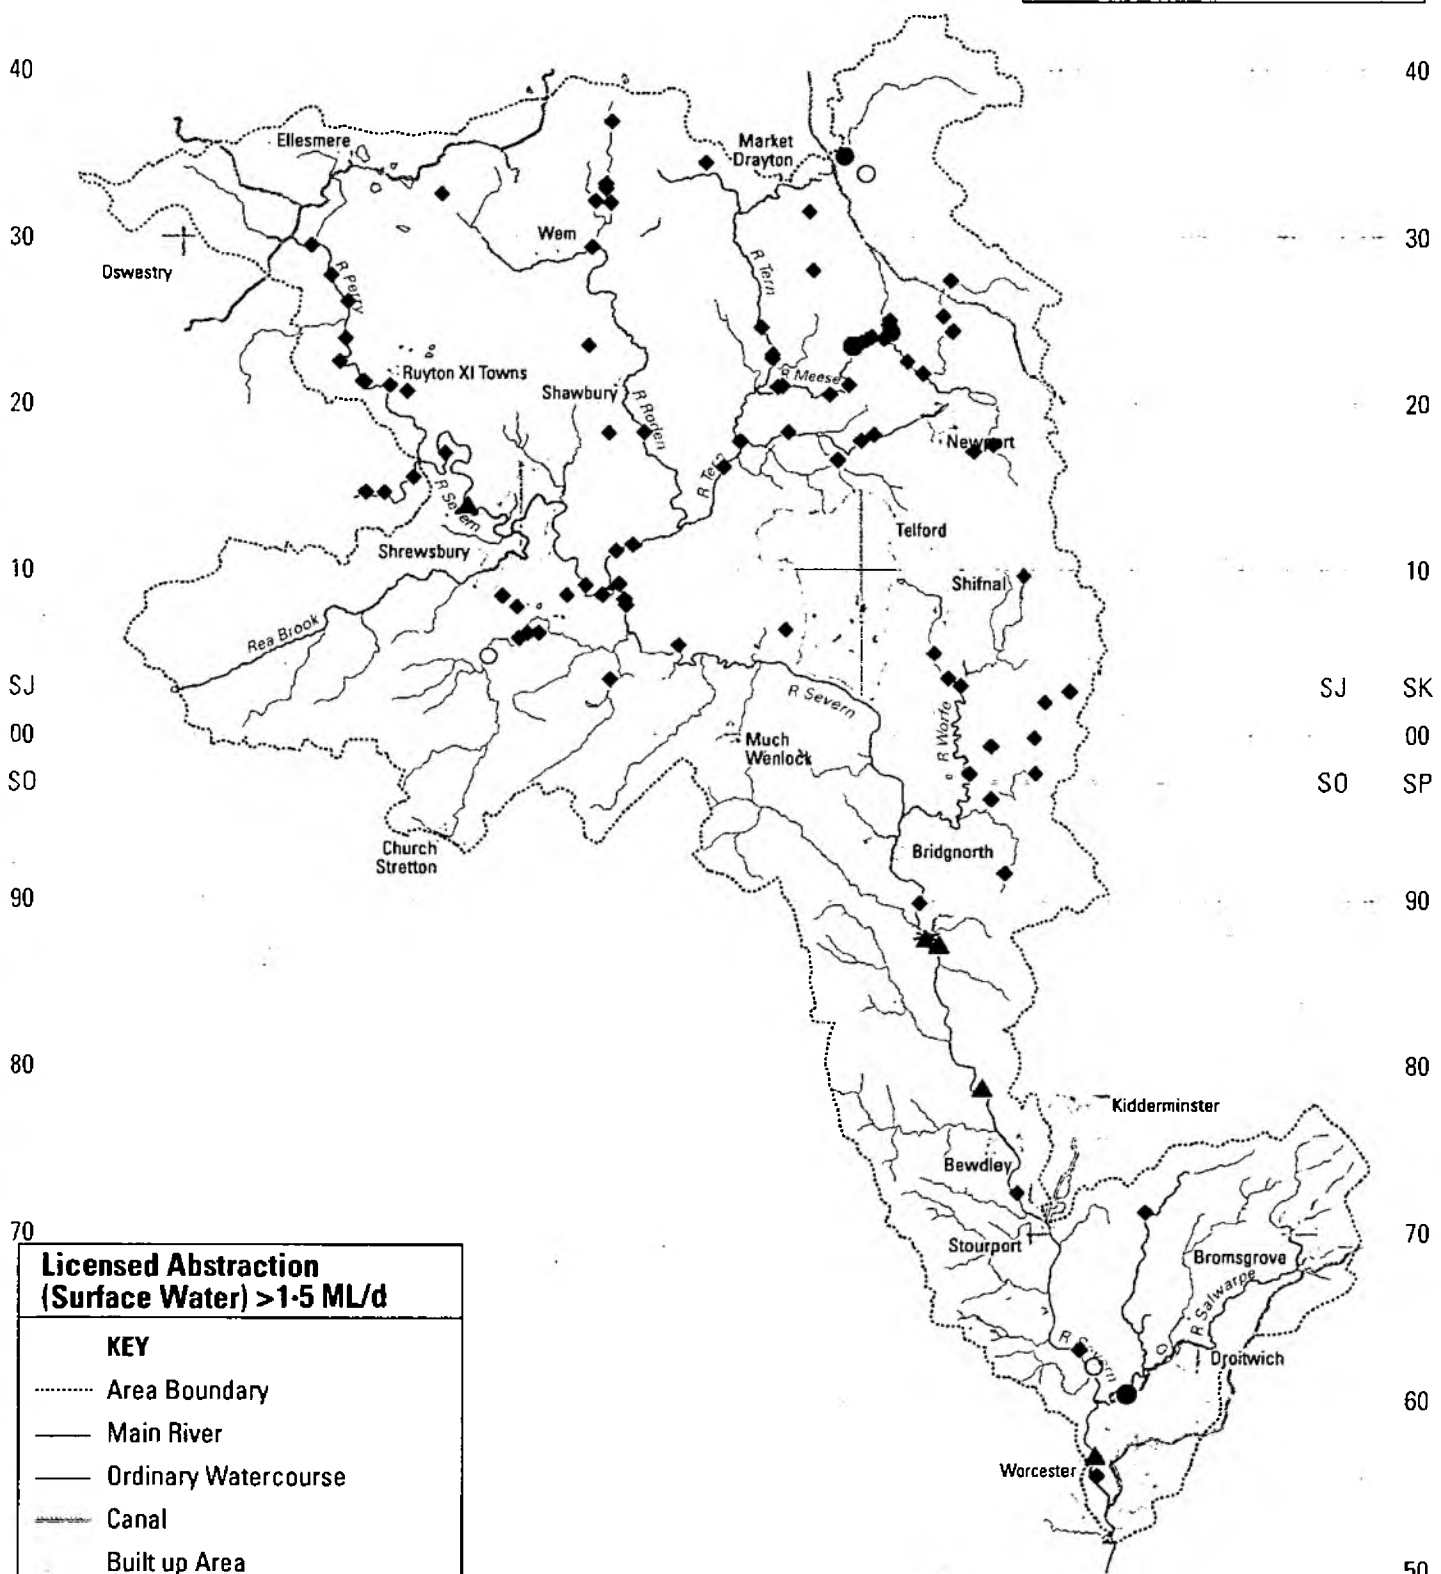 40
40
Market
Drayton
Ellesmere
30
30
Wem
Oswestry
R Perry
R Tern
Ruyton XI Towns
R Meese
Shawbury
20
20
R Roden
Newport
R Tern
R Severn
Telford
Shrewsbury
10
10
Shifnal
Rea Brook
SJ
SJ SK
R Severn
R Worfe
00
00
Much
Wenlock
SO
SO SP
Church
Stretton
Bridgnorth
90
90
80
80
Kidderminster
Bewdley
70
70
Stourport
Bromsgrove
R Salwarpe
R Severn
Droitwich
60
Worcester
50
Licensed Abstraction
(Surface Water) >1·5 ML/d
KEY
Area Boundary
Main River
Ordinary Watercourse
Canal
Built up Area